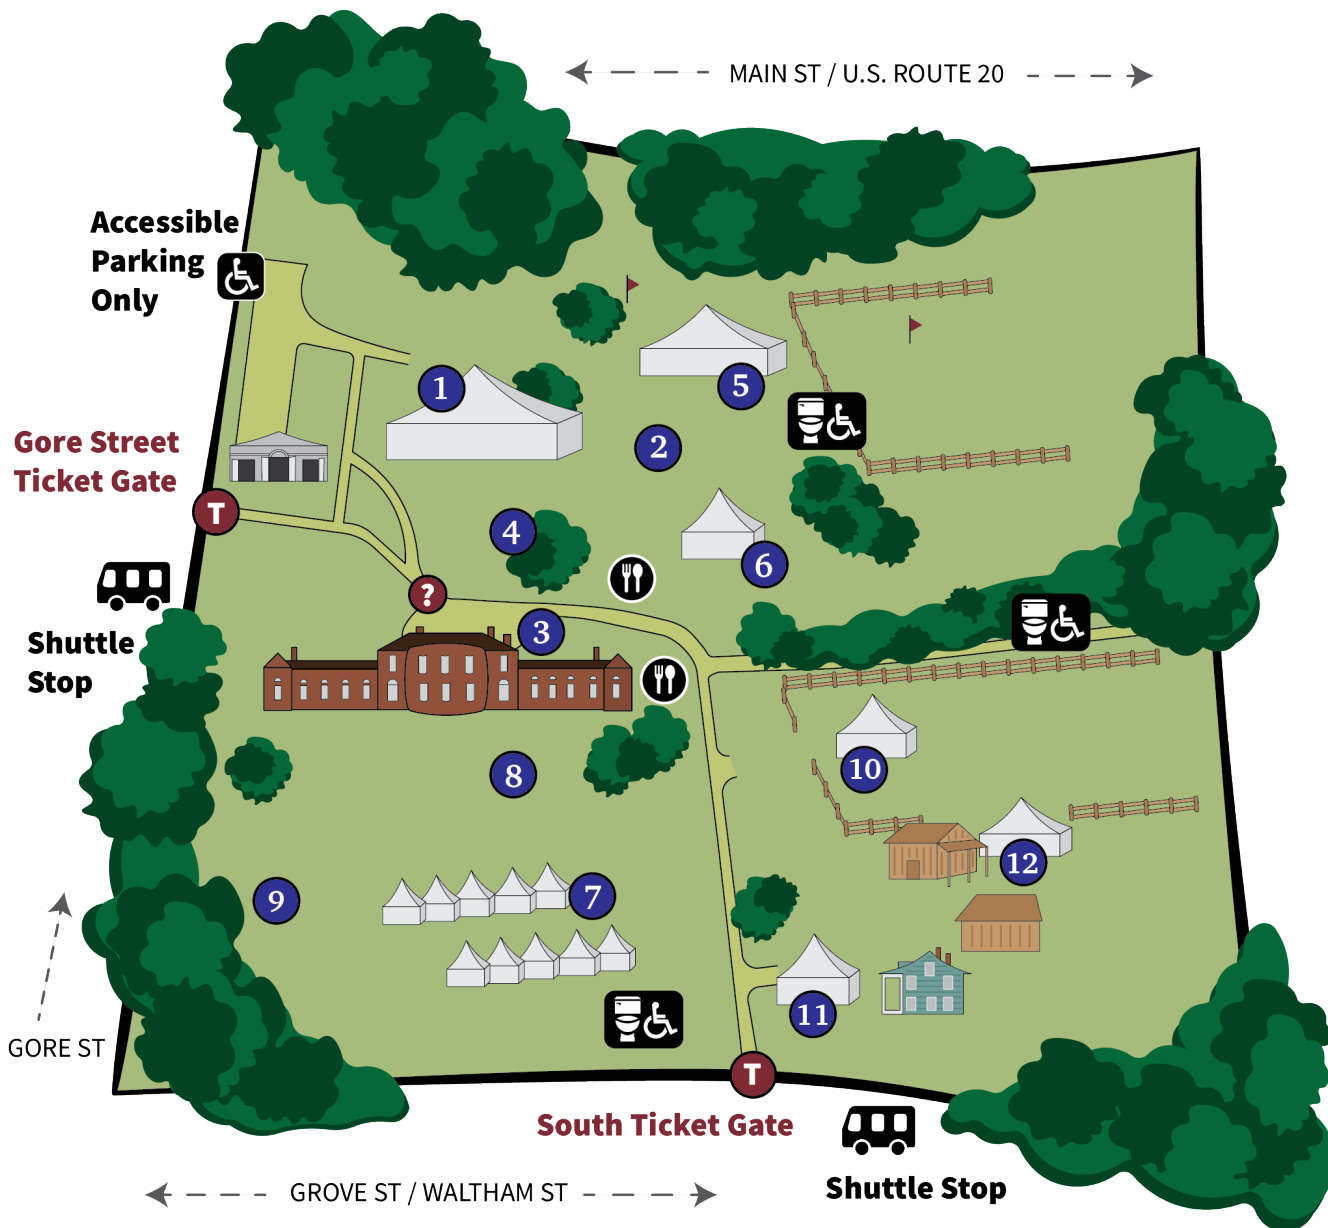 MAIN ST / U.S. ROUTE 20
Accessible
Parking
Only
1
5
2
Gore Street
Ticket Gate
T
4
6
?
3
Shuttle
Stop
10
8
12
7
9
11
GORE ST
T
South Ticket Gate
Shuttle Stop
GROVE ST / WALTHAM ST